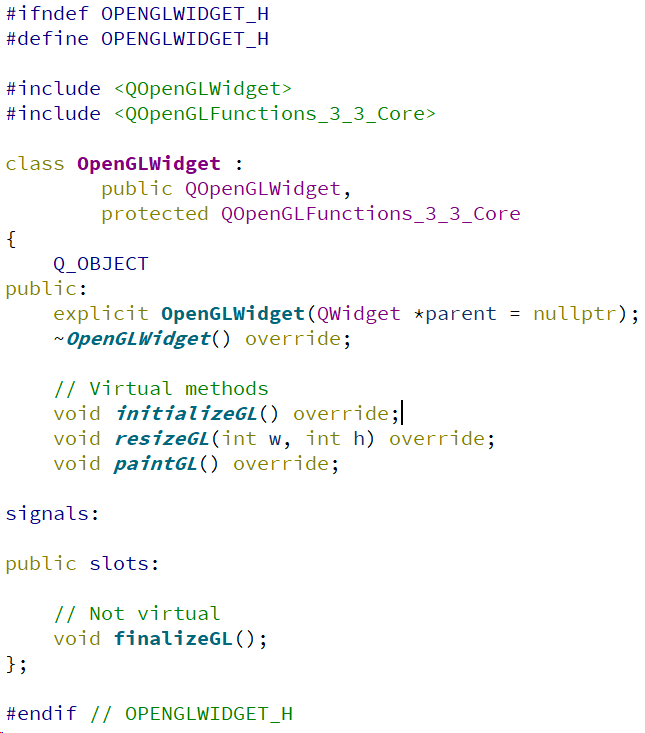 #ifndef OPENGLWIDGET_H
#define OPENGLWIDGET_H
#include <QOpenGLWidget>
#include <QOpenGLFunctions_3_3_Core>
class OpenGLWidget :
        public QOpenGLWidget,
        protected QOpenGLFunctions_3_3_Core
{
    Q_OBJECT
public:
    explicit OpenGLWidget(QWidget *parent = nullptr);
    ~OpenGLWidget() override;
    // Virtual methods
    void initializeGL() override;
    void resizeGL(int w, int h) override;
    void paintGL() override;
signals:
public slots:
    // Not virtual
    void finalizeGL();
};
#endif // OPENGLWIDGET_H